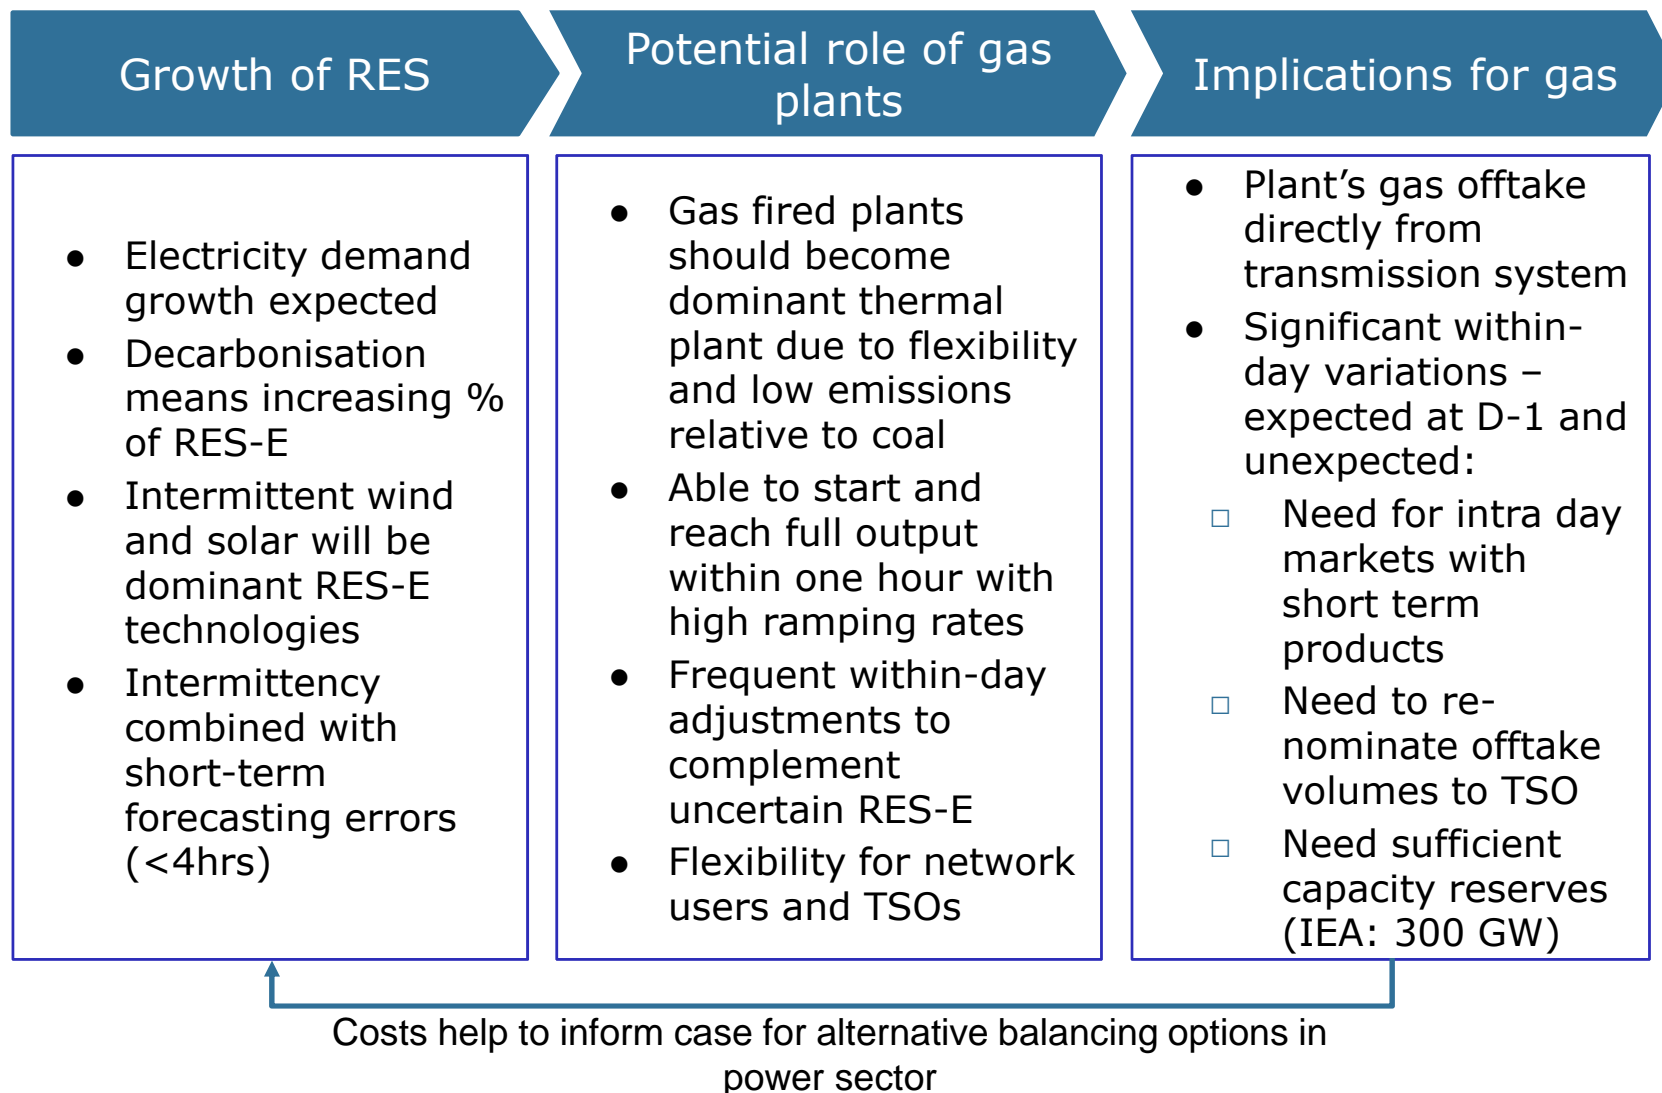 Growth of RES
Potential role of gas
plants
Implications for gas
● Electricity demand
growth expected
● Decarbonisation
means increasing %
of RES-E
● Intermittent wind
and solar will be
dominant RES-E
technologies
● Intermittency
combined with
short-term
forecasting errors
(<4hrs)
● Gas fired plants
should become
dominant thermal
plant due to flexibility
and low emissions
relative to coal
● Able to start and
reach full output
within one hour with
high ramping rates
● Frequent within-day
adjustments to
complement
uncertain RES-E
● Flexibility for network
users and TSOs
● Plant’s gas offtake
directly from
transmission system
● Significant within-
day variations –
expected at D-1 and
unexpected:
□ Need for intra day
markets with
short term
products
□ Need to re-
nominate offtake
volumes to TSO
□ Need sufficient
capacity reserves
(IEA: 300 GW)
Costs help to inform case for alternative balancing options in
power sector